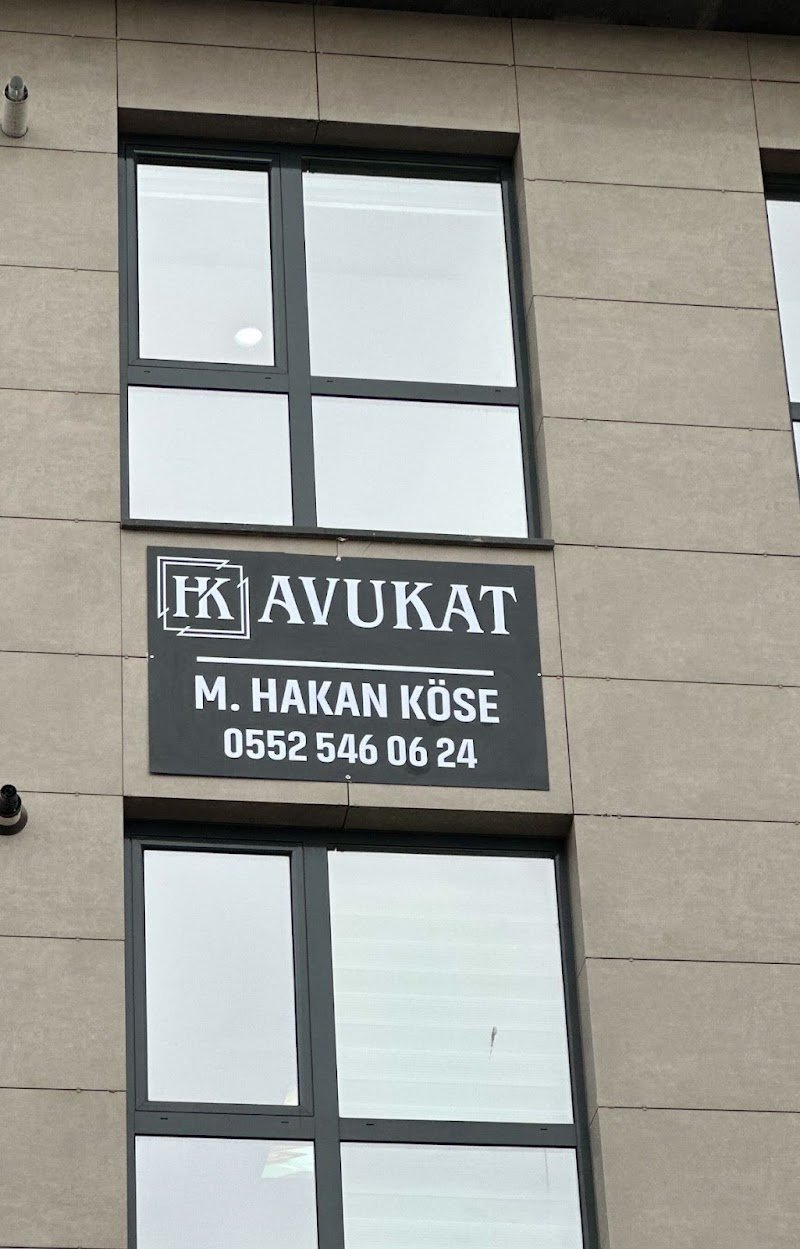 HK AVUKAT
M. HAKAN KÖSE
0552 546 06 24